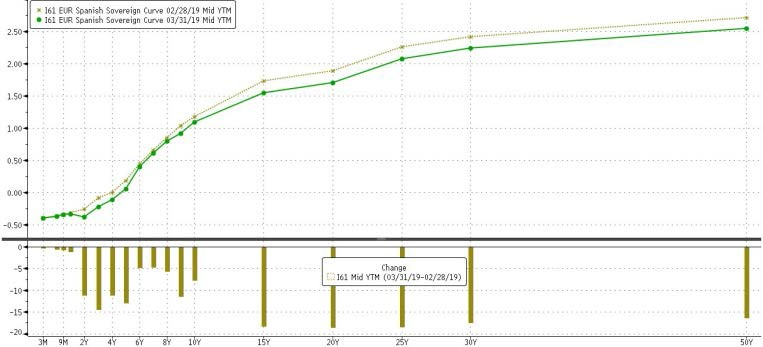 I61 EUR Spanish Sovereign Curve 02/28/19 Mid YTM
I61 EUR Spanish Sovereign Curve 03/31/19 Mid YTM
2.50
2.00
1.50
1.00
0.50
0.00
-0.50
0
-5
-10
-15
-20
Change
I61 Mid YTM (03/31/19-02/28/19)
3M 9M 2Y 4Y 6Y 8Y 10Y 15Y 20Y 25Y 30Y 50Y